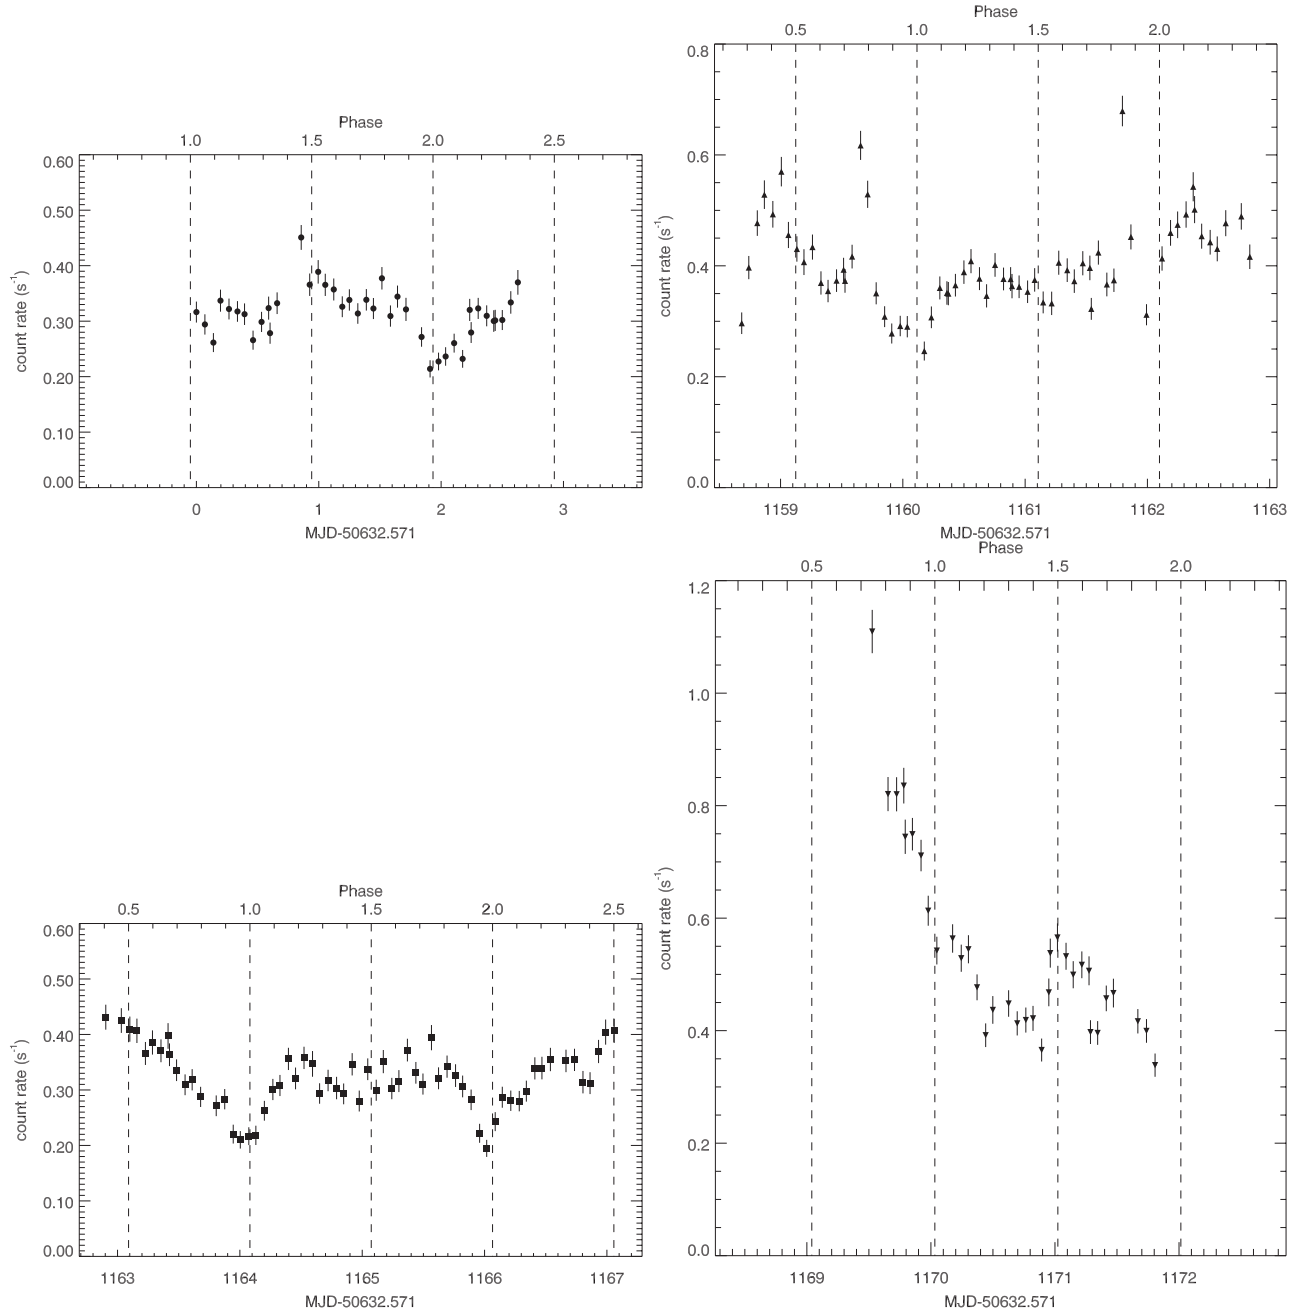 Phase
1.0 1.5 2.0 2.5
0.60
0.50
0.40
0.30
0.20
0.10
0.00
count rate (s-1)
0 1 2 3
MJD-50632.571
Phase
0.5 1.0 1.5 2.0
0.8
0.6
0.4
0.2
0.0
count rate (s-1)
1159 1160 1161 1162 1163
MJD-50632.571
Phase
0.5 1.0 1.5 2.0 2.5
0.60
0.50
0.40
0.30
0.20
0.10
0.00
count rate (s-1)
1163 1164 1165 1166 1167
MJD-50632.571
Phase
0.5 1.0 1.5 2.0
1.2
1.0
0.8
0.6
0.4
0.2
0.0
count rate (s-1)
1169 1170 1171 1172
MJD-50632.571